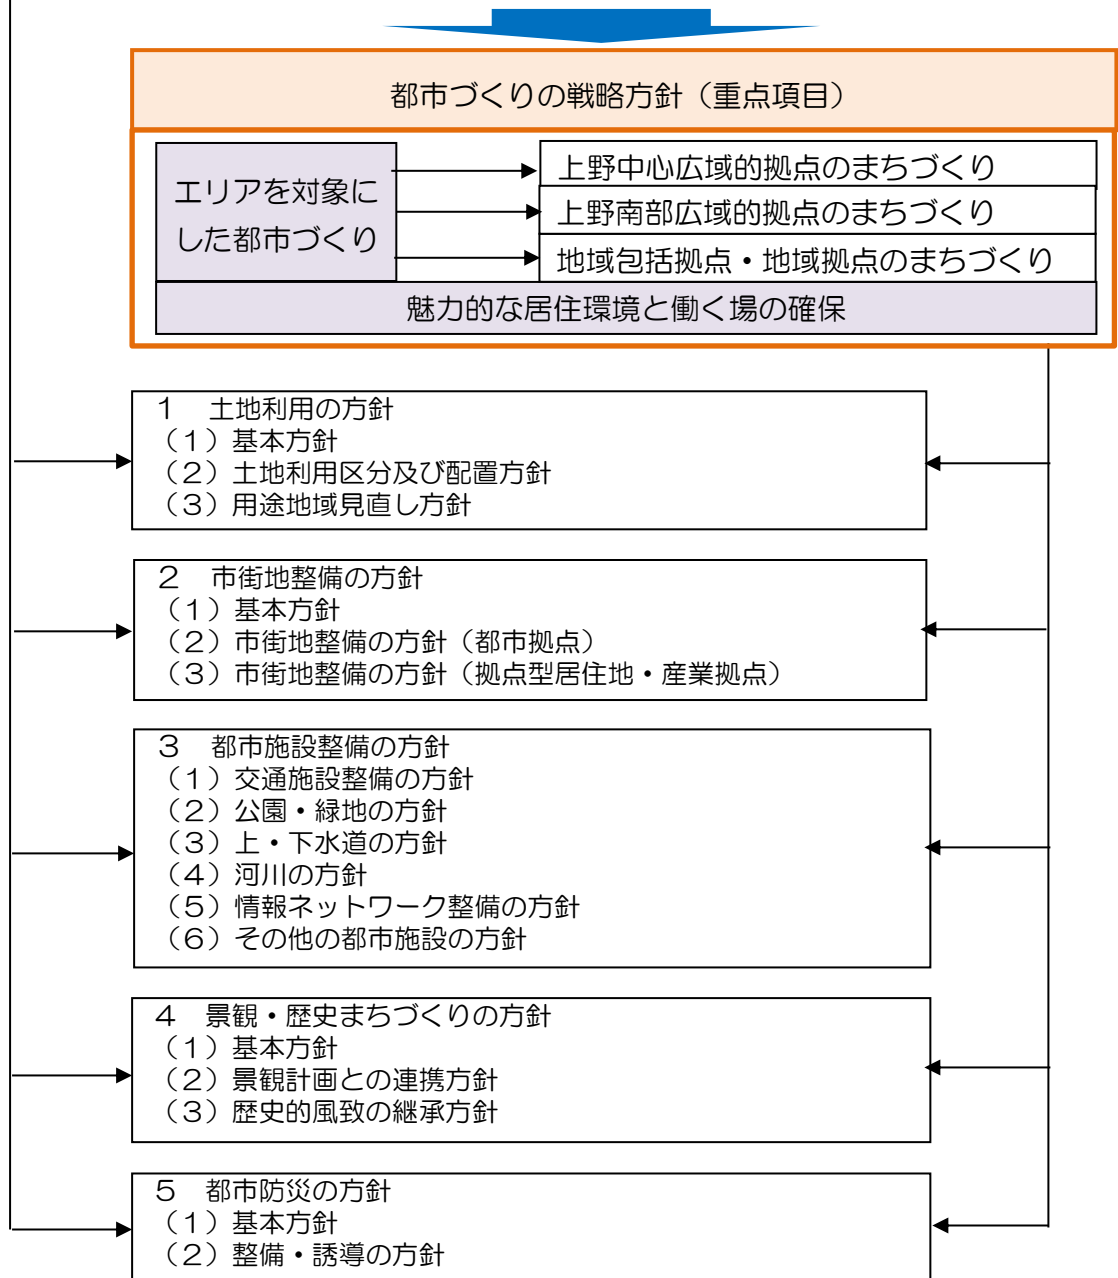 都市づくりの戦略方針（重点項目）
エリアを対象に
した都市づくり
上野中心広域的拠点のまちづくり
上野南部広域的拠点のまちづくり
地域包括拠点・地域拠点のまちづくり
魅力的な居住環境と働く場の確保
１　土地利用の方針
（１）基本方針
（２）土地利用区分及び配置方針
（３）用途地域見直し方針
２　市街地整備の方針
（１）基本方針
（２）市街地整備の方針（都市拠点）
（３）市街地整備の方針（拠点型居住地・産業拠点）
３　都市施設整備の方針
（１）交通施設整備の方針
（２）公園・緑地の方針
（３）上・下水道の方針
（４）河川の方針
（５）情報ネットワーク整備の方針
（６）その他の都市施設の方針
４　景観・歴史まちづくりの方針
（１）基本方針
（２）景観計画との連携方針
（３）歴史的風致の継承方針
５　都市防災の方針
（１）基本方針
（２）整備・誘導の方針